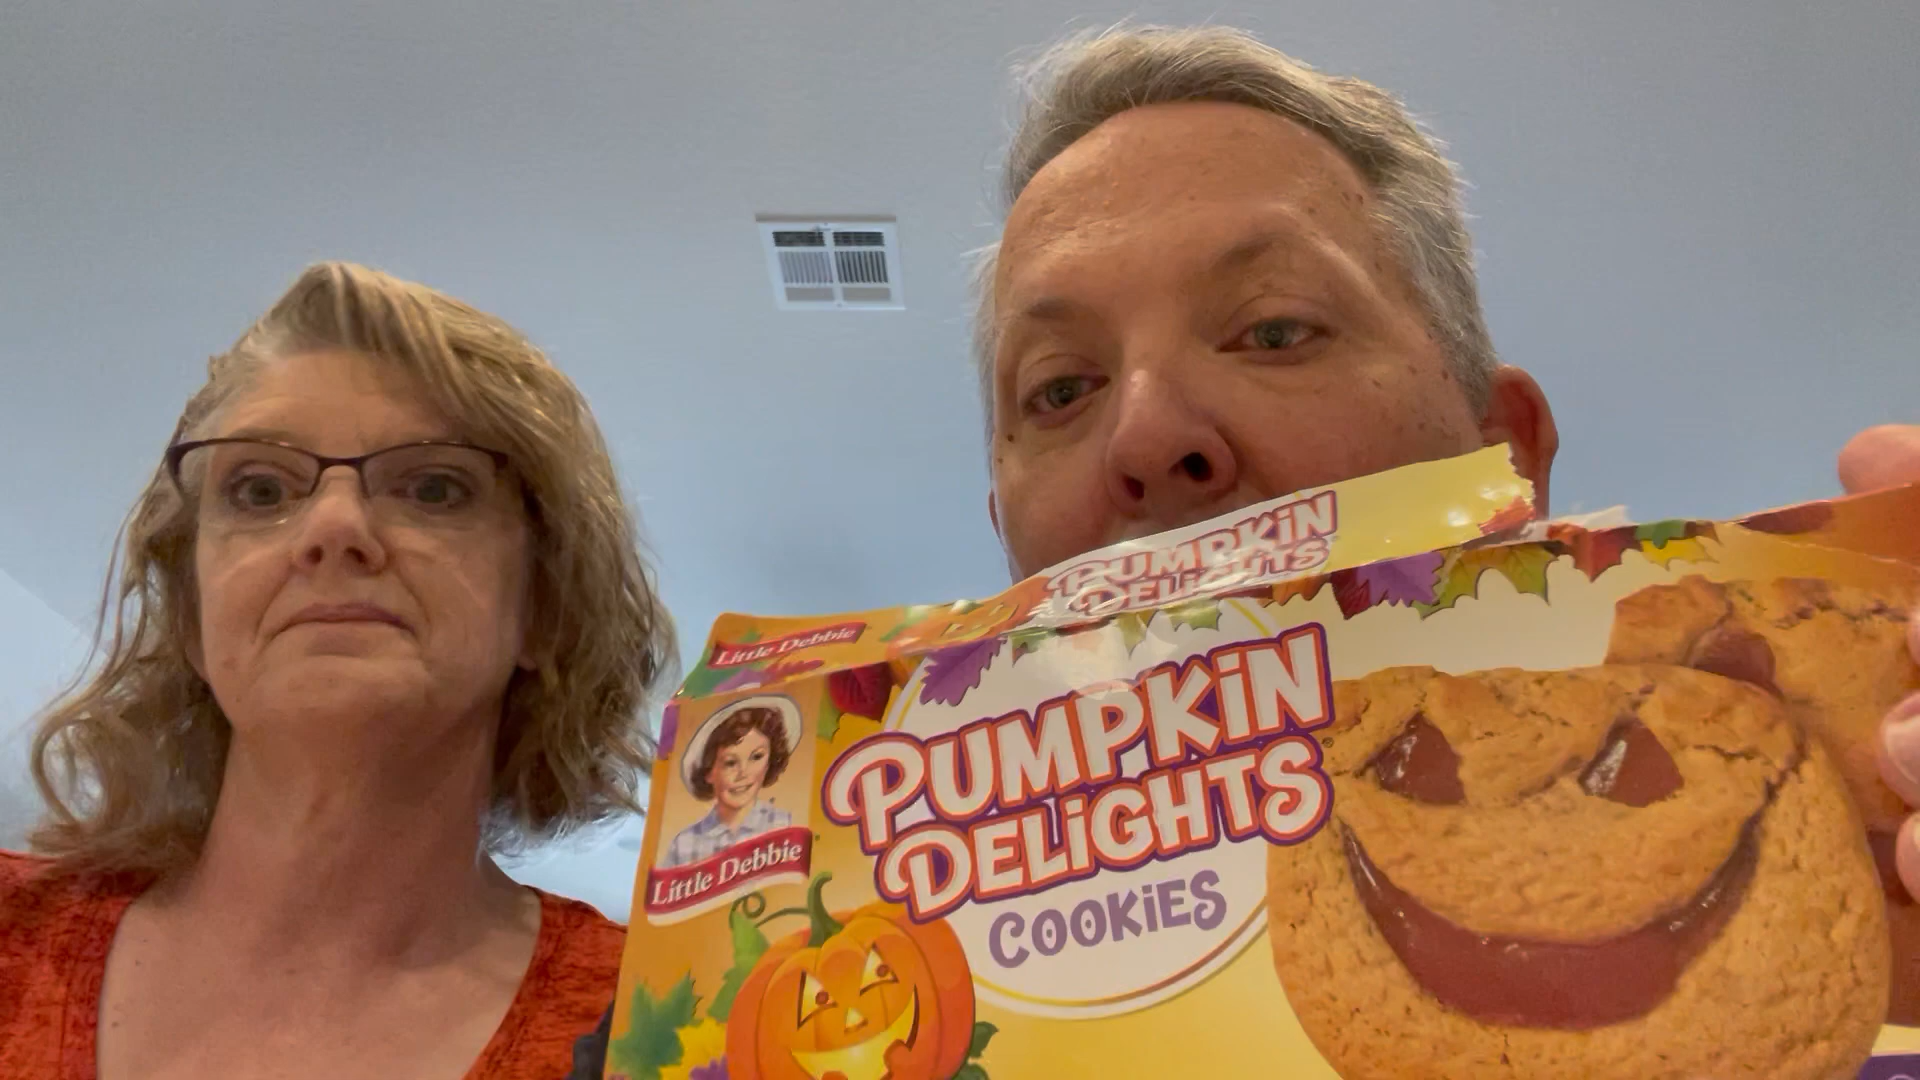 PUMPKIN
DELIGHTS
Little Debbie
PUMPKIN
DELIGHTS®
COOKIES
Little Debbie